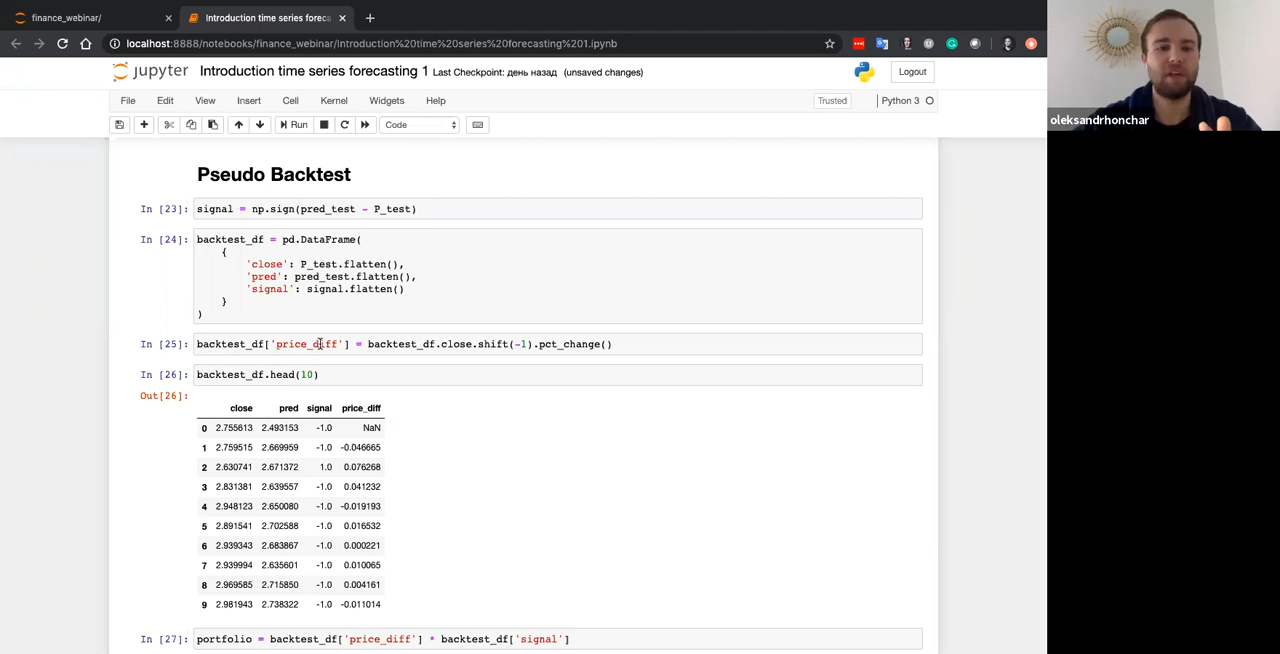 finance_webinar/
Introduction time series foreca
localhost:8888/notebooks/finance_webinar/Introduction%20time%20series%20forecasting%201.ipynb
jupyter Introduction time series forecasting 1 Last Checkpoint: день назад (unsaved changes)
Logout
File Edit View Insert Cell Kernel Widgets Help
Trusted
Python 3
Run
Code
oleksandrhonchar
Pseudo Backtest
In [23]: signal = np.sign(pred_test - P_test)
In [24]: backtest_df = pd.DataFrame(
{
'close': P_test.flatten(),
'pred': pred_test.flatten(),
'signal': signal.flatten()
}
)
In [25]: backtest_df['price_diff'] = backtest_df.close.shift(-1).pct_change()
In [26]: backtest_df.head(10)
Out[26]:
close pred signal price_diff
0 2.755613 2.493153 -1.0 NaN
1 2.759515 2.669959 -1.0 -0.046665
2 2.630741 2.671372 1.0 0.076268
3 2.831381 2.639557 -1.0 0.041232
4 2.948123 2.650080 -1.0 -0.019193
5 2.891541 2.702588 -1.0 0.016532
6 2.939343 2.683867 -1.0 0.000221
7 2.939994 2.635601 -1.0 0.010065
8 2.969585 2.715850 -1.0 0.004161
9 2.981943 2.738322 -1.0 -0.011014
In [27]: portfolio = backtest_df['price_diff'] * backtest_df['signal']